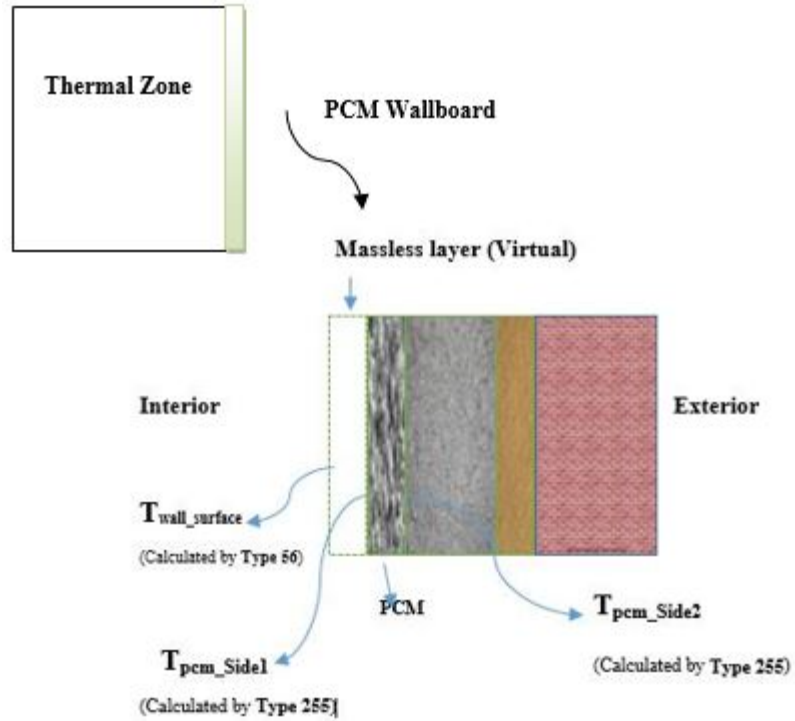 Thermal Zone
PCM Wallboard
Massless layer (Virtual)
Interior
Exterior
Twall_surface
(Calculated by Type 56)
PCM
Tpcm_Side2
(Calculated by Type 255)
Tpcm_Side1
(Calculated by Type 255)